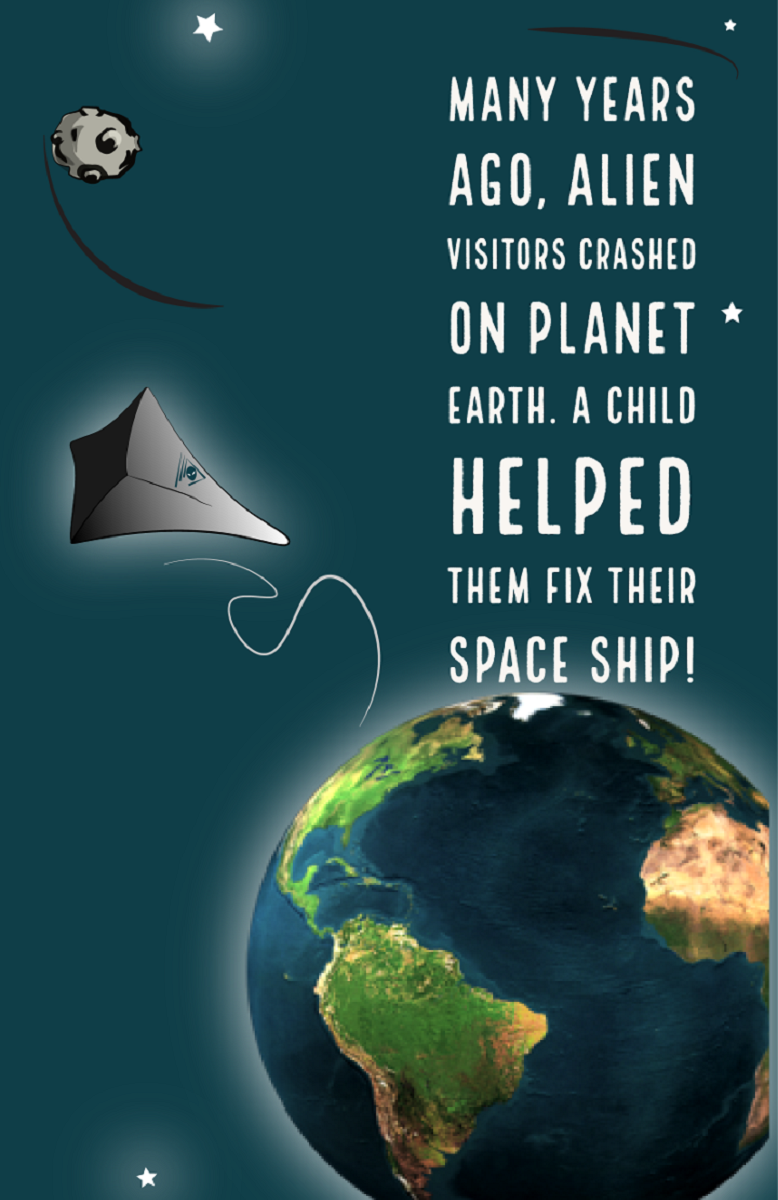 MANY YEARS
AGO, ALIEN
VISITORS CRASHED
ON PLANET
EARTH. A CHILD
HELPED
THEM FIX THEIR
SPACE SHIP!